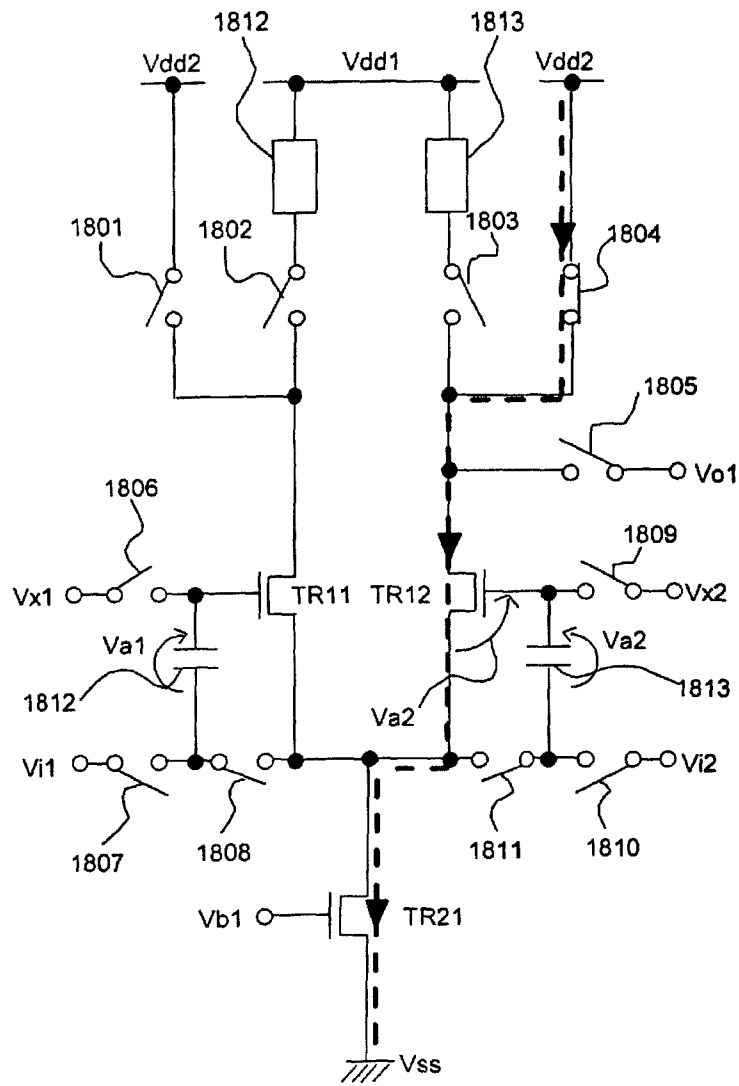 1812
1813
Vdd2
Vdd1
Vdd2
1801
1802
1803
1804
1805
Vo1
1806
1809
Vx1
TR11
TR12
Vx2
Va1
Va2
1812
Va2
1813
Vi1
Vi2
1807
1808
1811
1810
Vb1
TR21
Vss